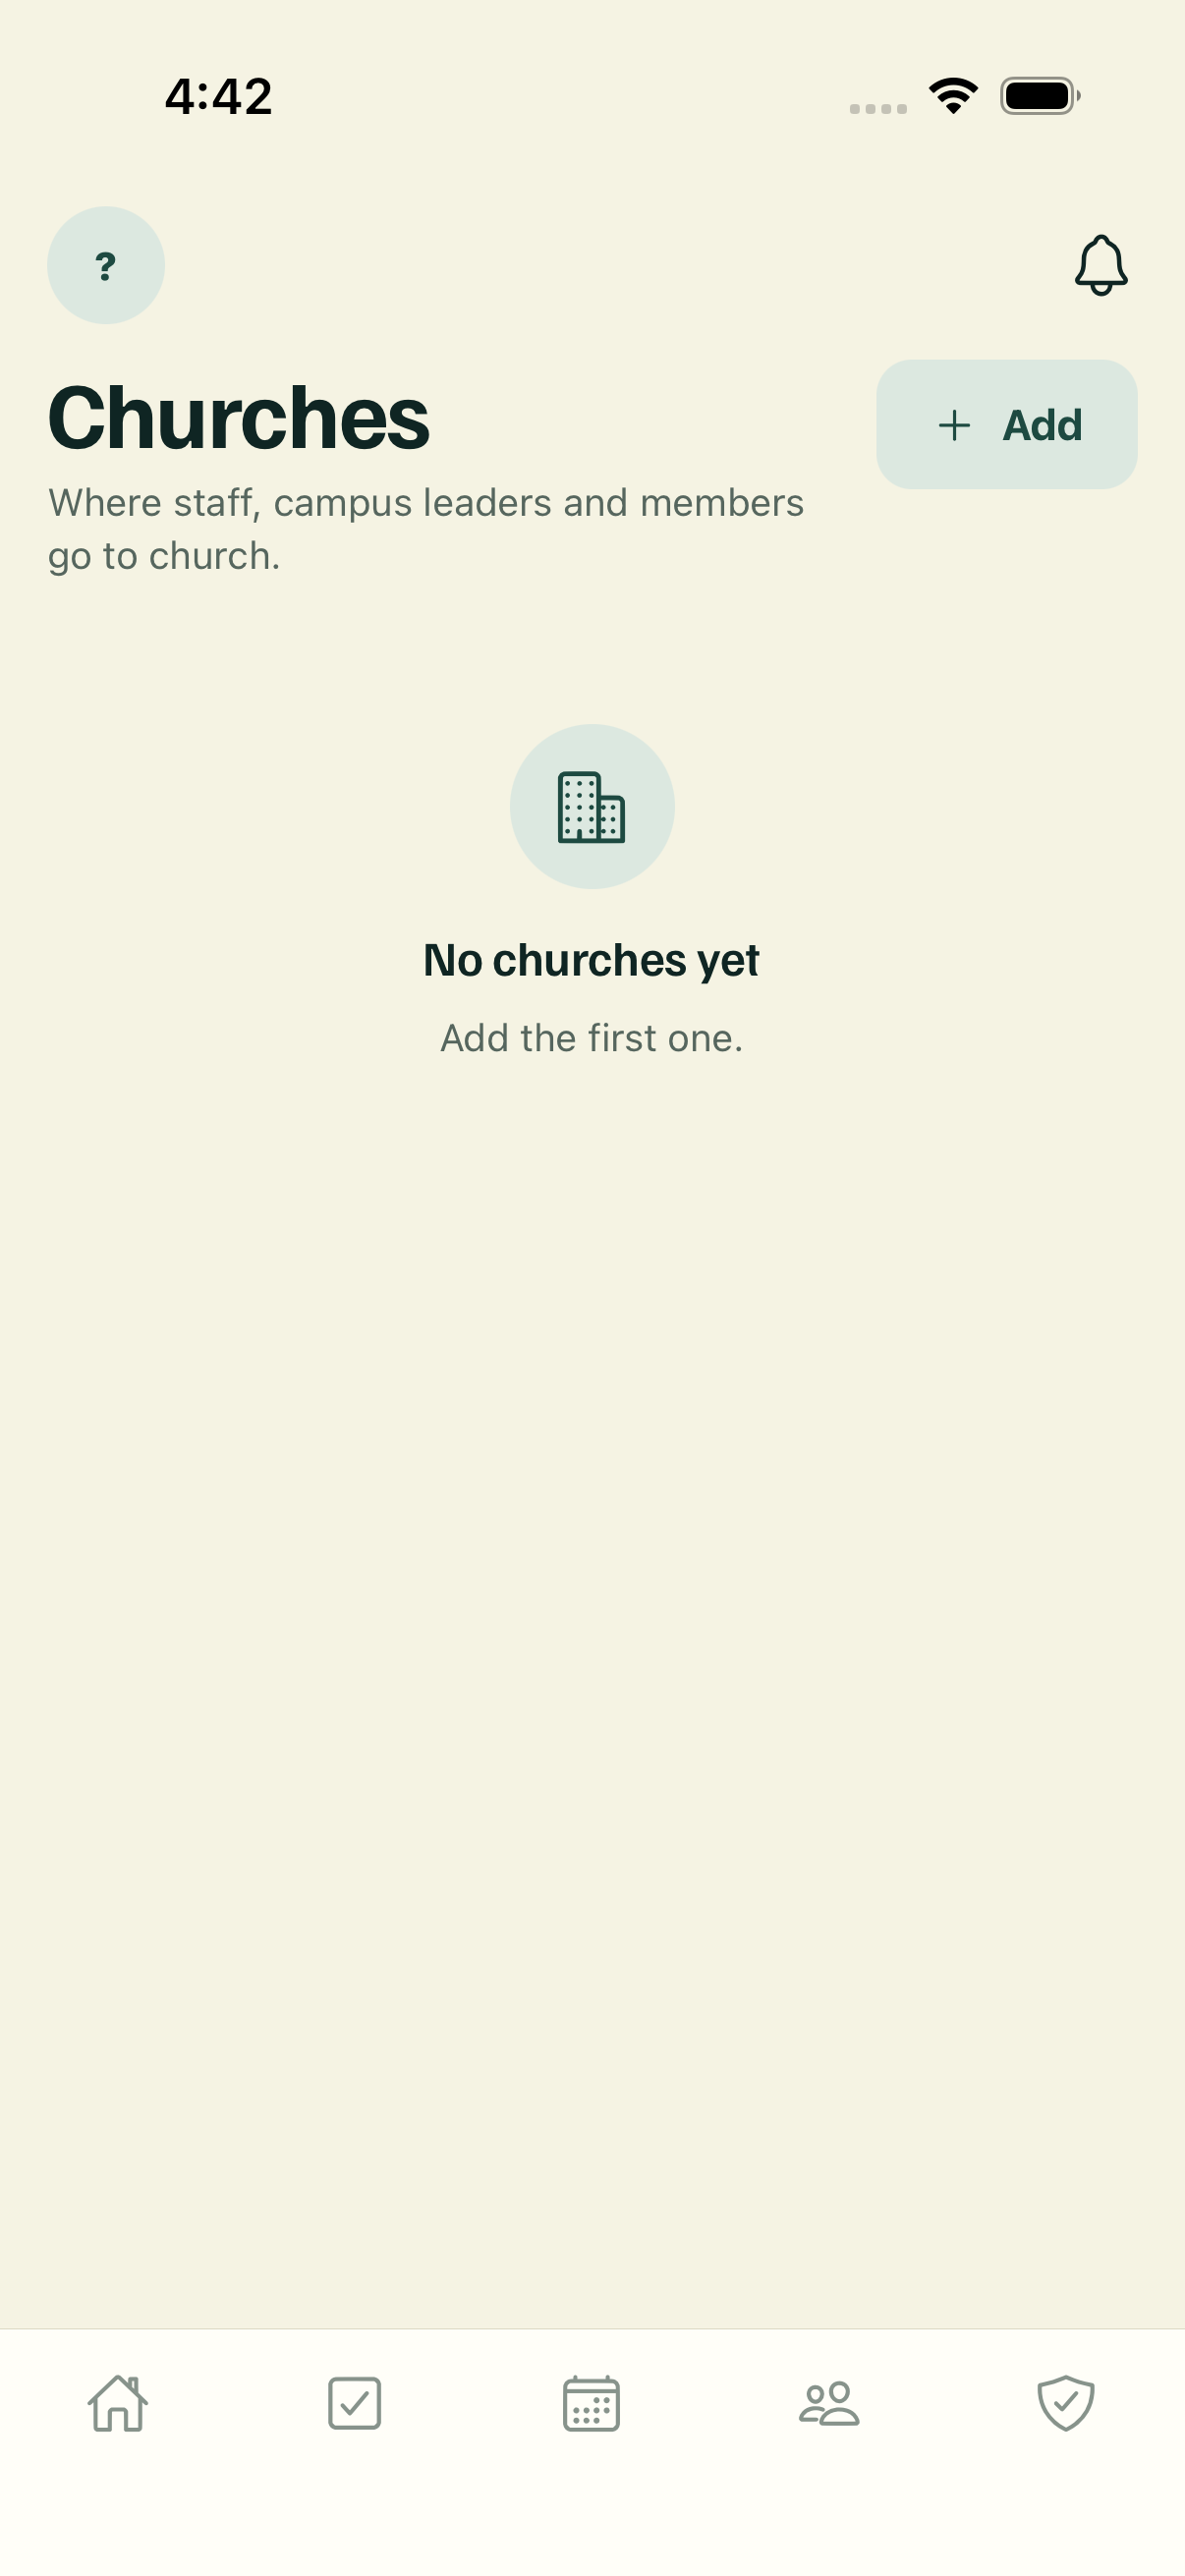 4:42
?
Churches
+ Add
Where staff, campus leaders and members
go to church.
No churches yet
Add the first one.